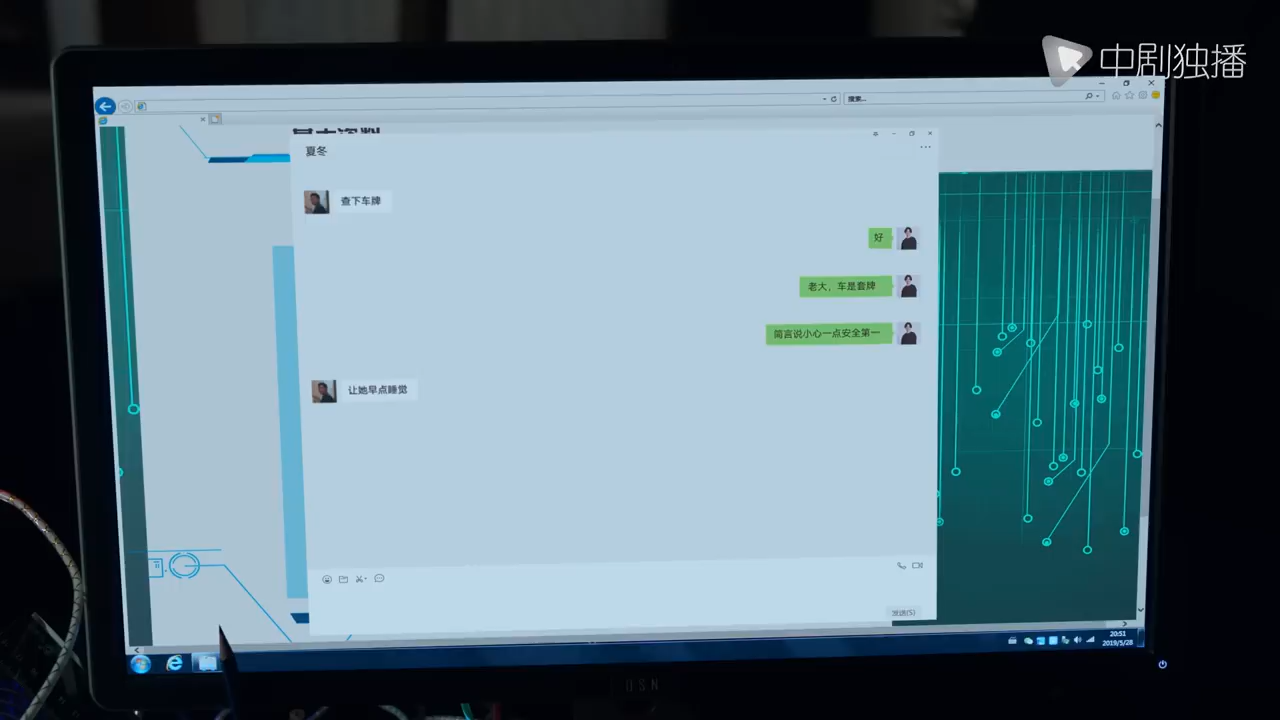 中剧独播
搜索...
夏冬
查下车牌
好
老大，车是套牌
简言说小心一点安全第一
让她早点睡觉
发送(S)
20:51
2019/5/28